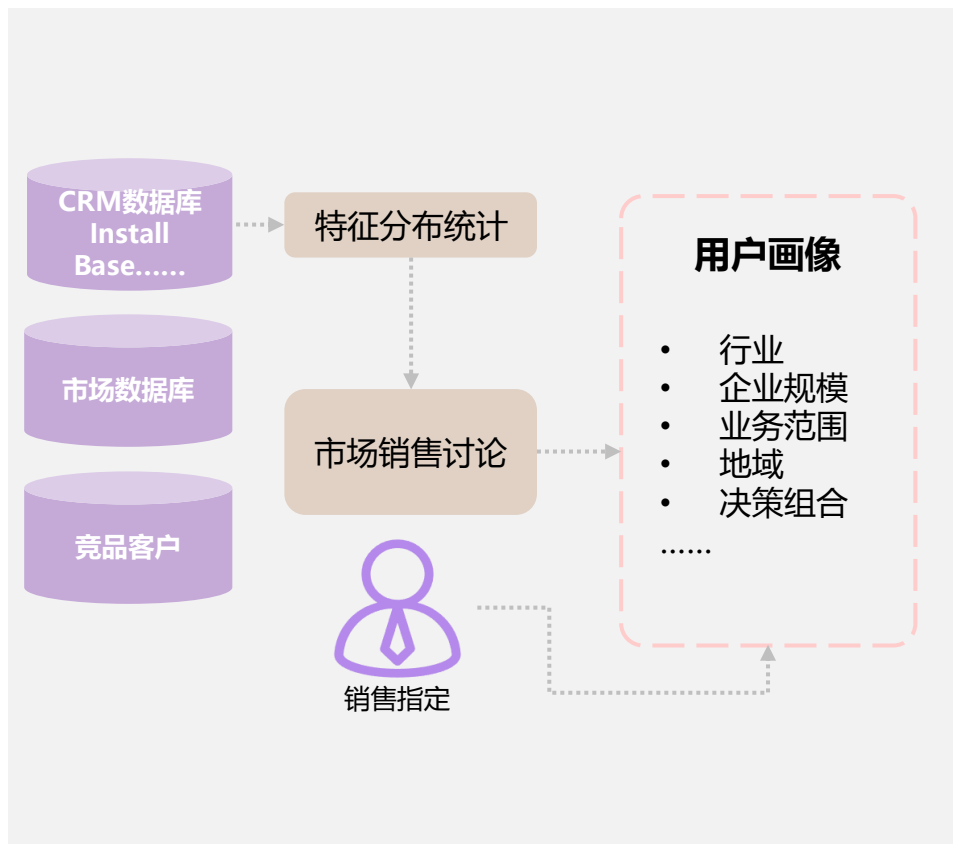 CRM数据库
Install
Base……
市场数据库
竞品客户
特征分布统计
市场销售讨论
销售指定
用户画像
• 行业
• 企业规模
• 业务范围
• 地域
• 决策组合
……